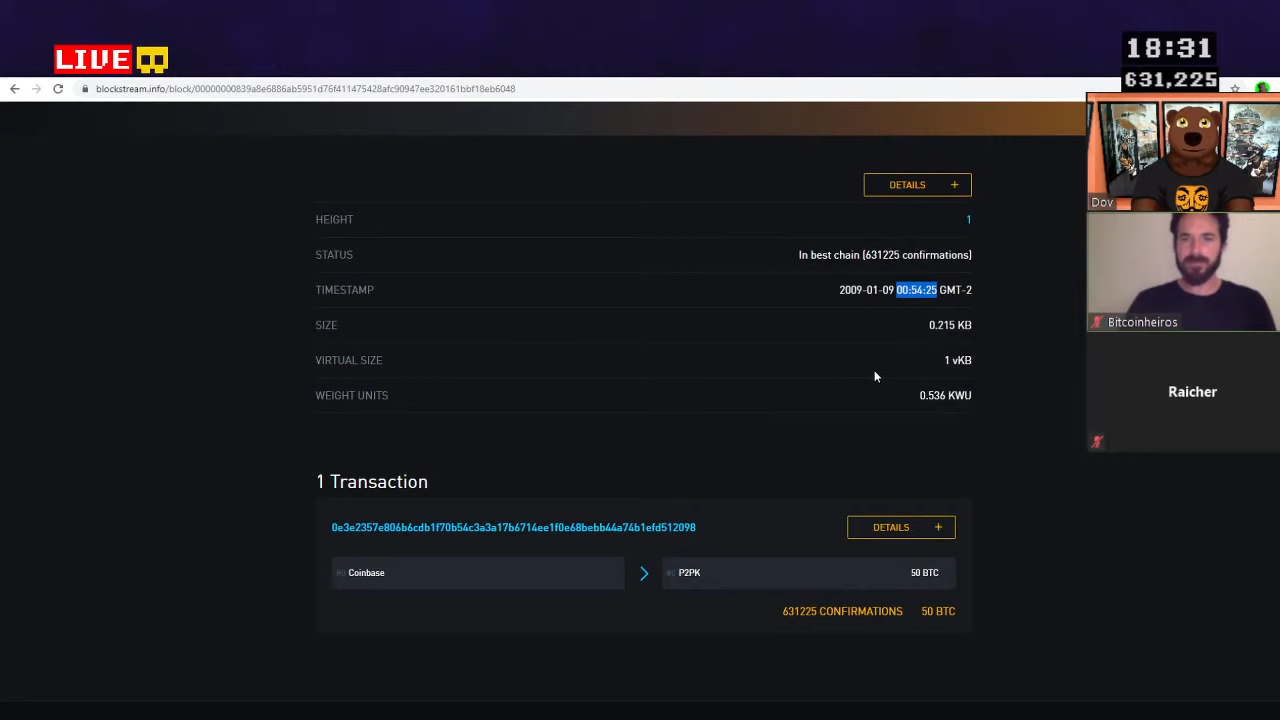 LIVE
18:31
631,225
blockstream.info/block/00000000839a8e6886ab5951d76f411475428afc90947ee320161bbf18eb6048
DETAILS +
HEIGHT 1
STATUS In best chain (631225 confirmations)
TIMESTAMP 2009-01-09 00:54:25 GMT-2
SIZE 0.215 KB
VIRTUAL SIZE 1 vKB
WEIGHT UNITS 0.536 KWU
Dov
Bitcoinheiros
Raicher
1 Transaction
0e3e2357e806b6cdb1f70b54c3a3a17b6714ee1f0e68bebb44a74b1efd512098
DETAILS +
#0 Coinbase > #0 P2PK 50 BTC
631225 CONFIRMATIONS 50 BTC